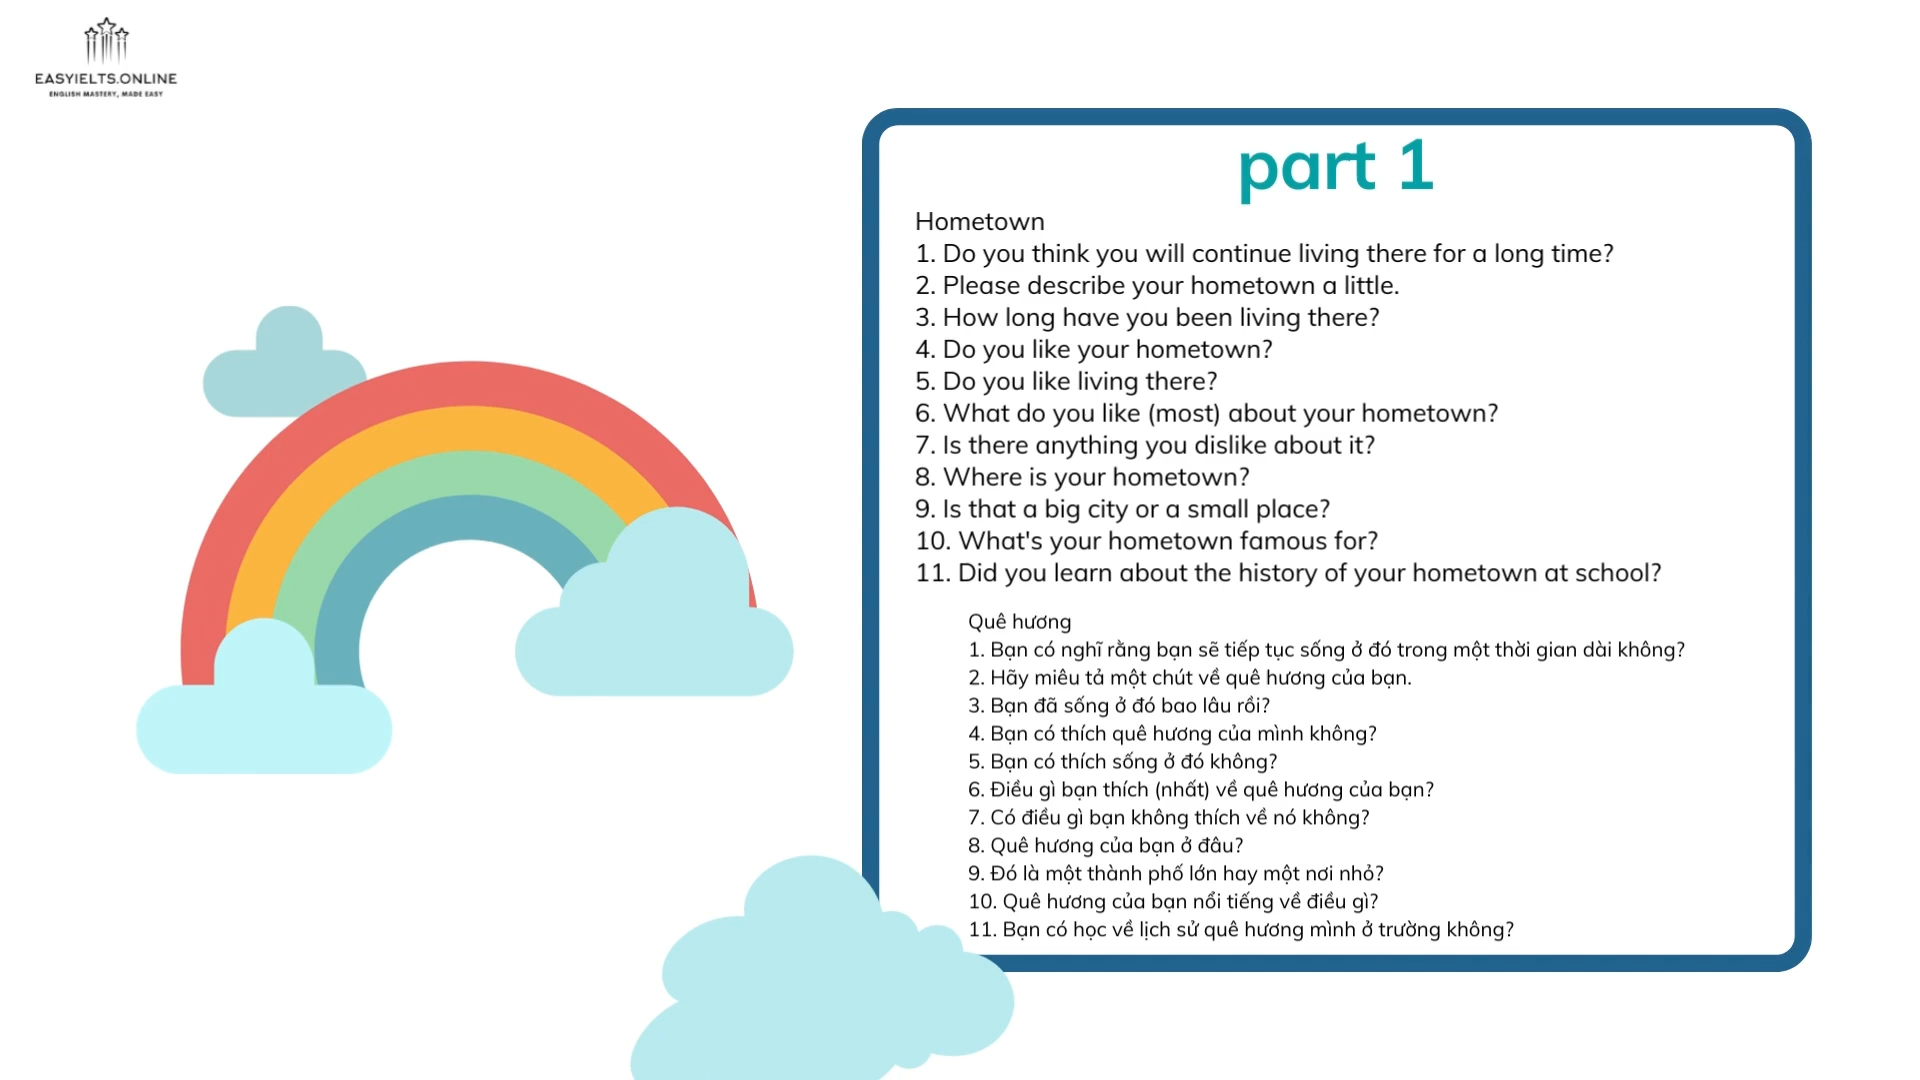 EASYIELTS.ONLINE
ENGLISH MASTERY, MADE EASY
part 1
Hometown
1. Do you think you will continue living there for a long time?
2. Please describe your hometown a little.
3. How long have you been living there?
4. Do you like your hometown?
5. Do you like living there?
6. What do you like (most) about your hometown?
7. Is there anything you dislike about it?
8. Where is your hometown?
9. Is that a big city or a small place?
10. What's your hometown famous for?
11. Did you learn about the history of your hometown at school?
Quê hương
1. Bạn có nghĩ rằng bạn sẽ tiếp tục sống ở đó trong một thời gian dài không?
2. Hãy miêu tả một chút về quê hương của bạn.
3. Bạn đã sống ở đó bao lâu rồi?
4. Bạn có thích quê hương của mình không?
5. Bạn có thích sống ở đó không?
6. Điều gì bạn thích (nhất) về quê hương của bạn?
7. Có điều gì bạn không thích về nó không?
8. Quê hương của bạn ở đâu?
9. Đó là một thành phố lớn hay một nơi nhỏ?
10. Quê hương của bạn nổi tiếng về điều gì?
11. Bạn có học về lịch sử quê hương mình ở trường không?